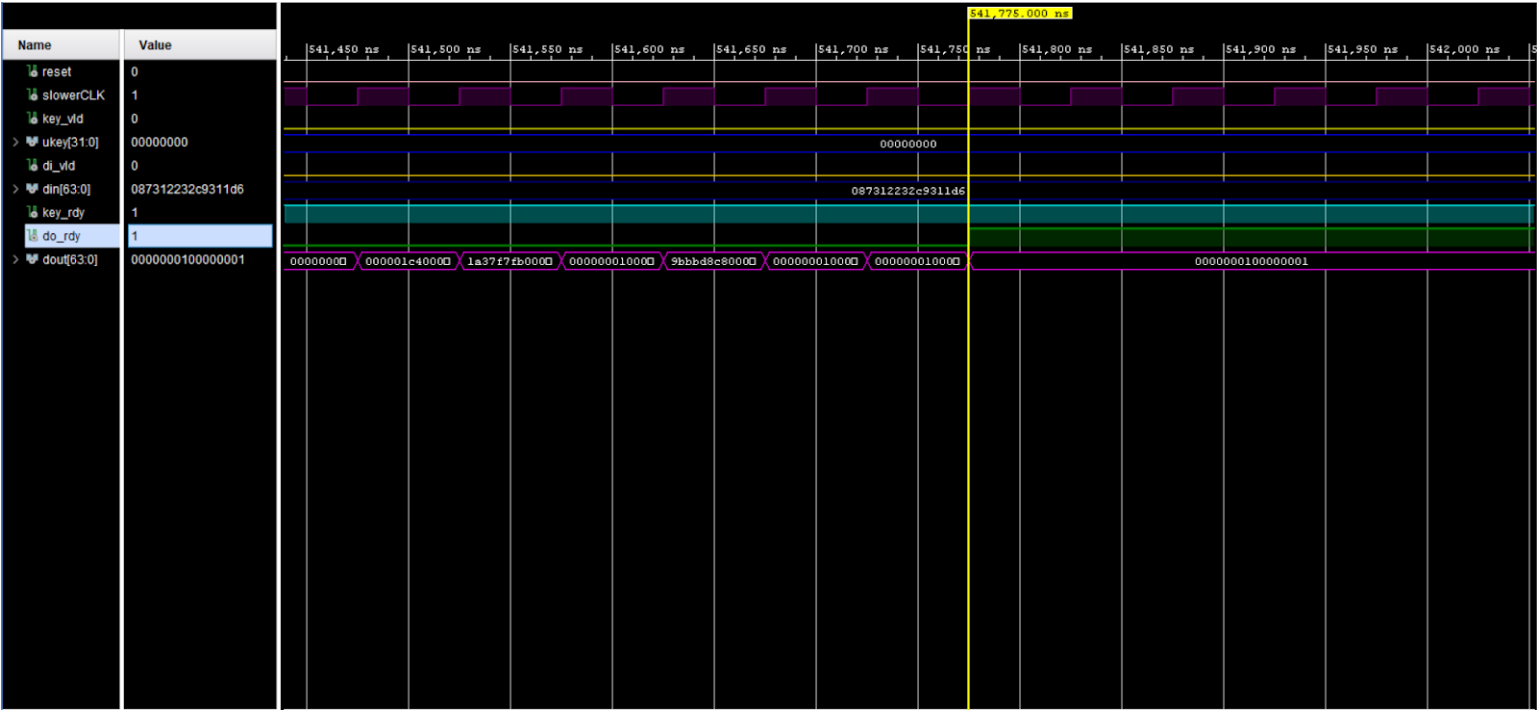 541,775.000 ns
Name Value
541,450 ns 541,500 ns 541,550 ns 541,600 ns 541,650 ns 541,700 ns 541,750 ns 541,800 ns 541,850 ns 541,900 ns 541,950 ns 542,000 ns 5
reset 0
slowerCLK 1
key_vld 0
ukey[31:0] 00000000 00000000
di_vld 0
din[63:0] 087312232c9311d6 087312232c9311d6
key_rdy 1
do_rdy 1
dout[63:0] 0000000100000001 0000000□ 000001c4000□ 1a37f7fb000□ 00000001000□ 9bbbd8c8000□ 00000001000□ 00000001000□ 0000000100000001